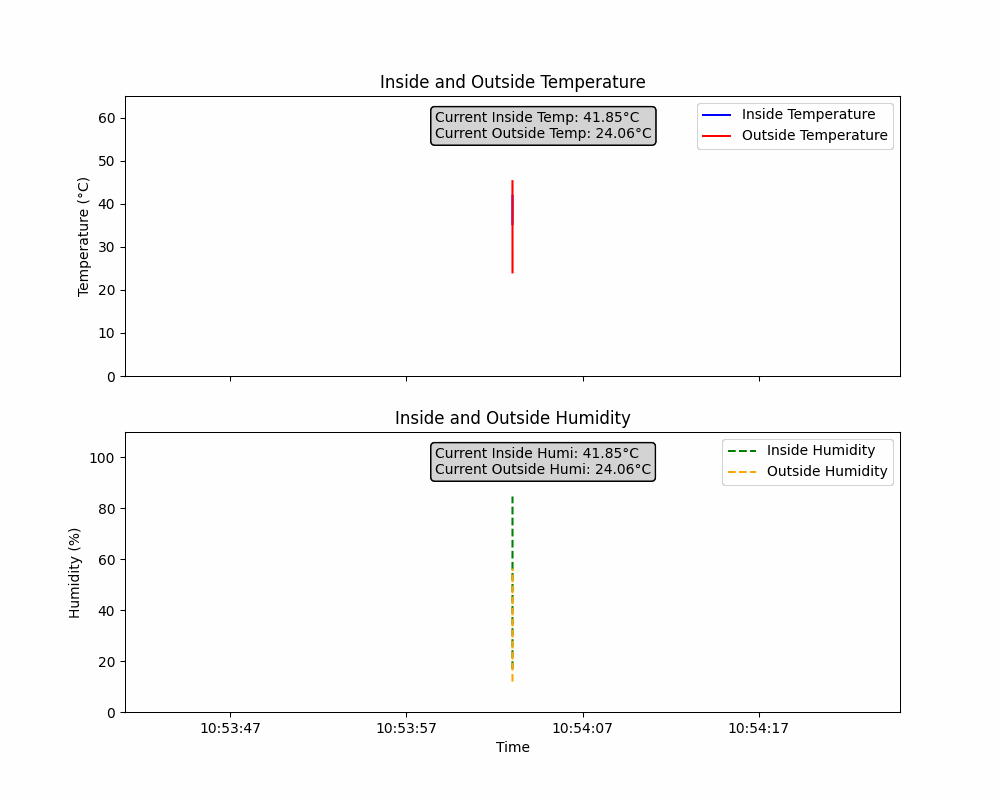 Inside and Outside Temperature
Current Inside Temp: 41.85°C
Current Outside Temp: 24.06°C
Inside Temperature
Outside Temperature
Temperature (°C)
60
50
40
30
20
10
0
Inside and Outside Humidity
Current Inside Humi: 41.85°C
Current Outside Humi: 24.06°C
Inside Humidity
Outside Humidity
Humidity (%)
100
80
60
40
20
0
10:53:47 10:53:57 10:54:07 10:54:17
Time